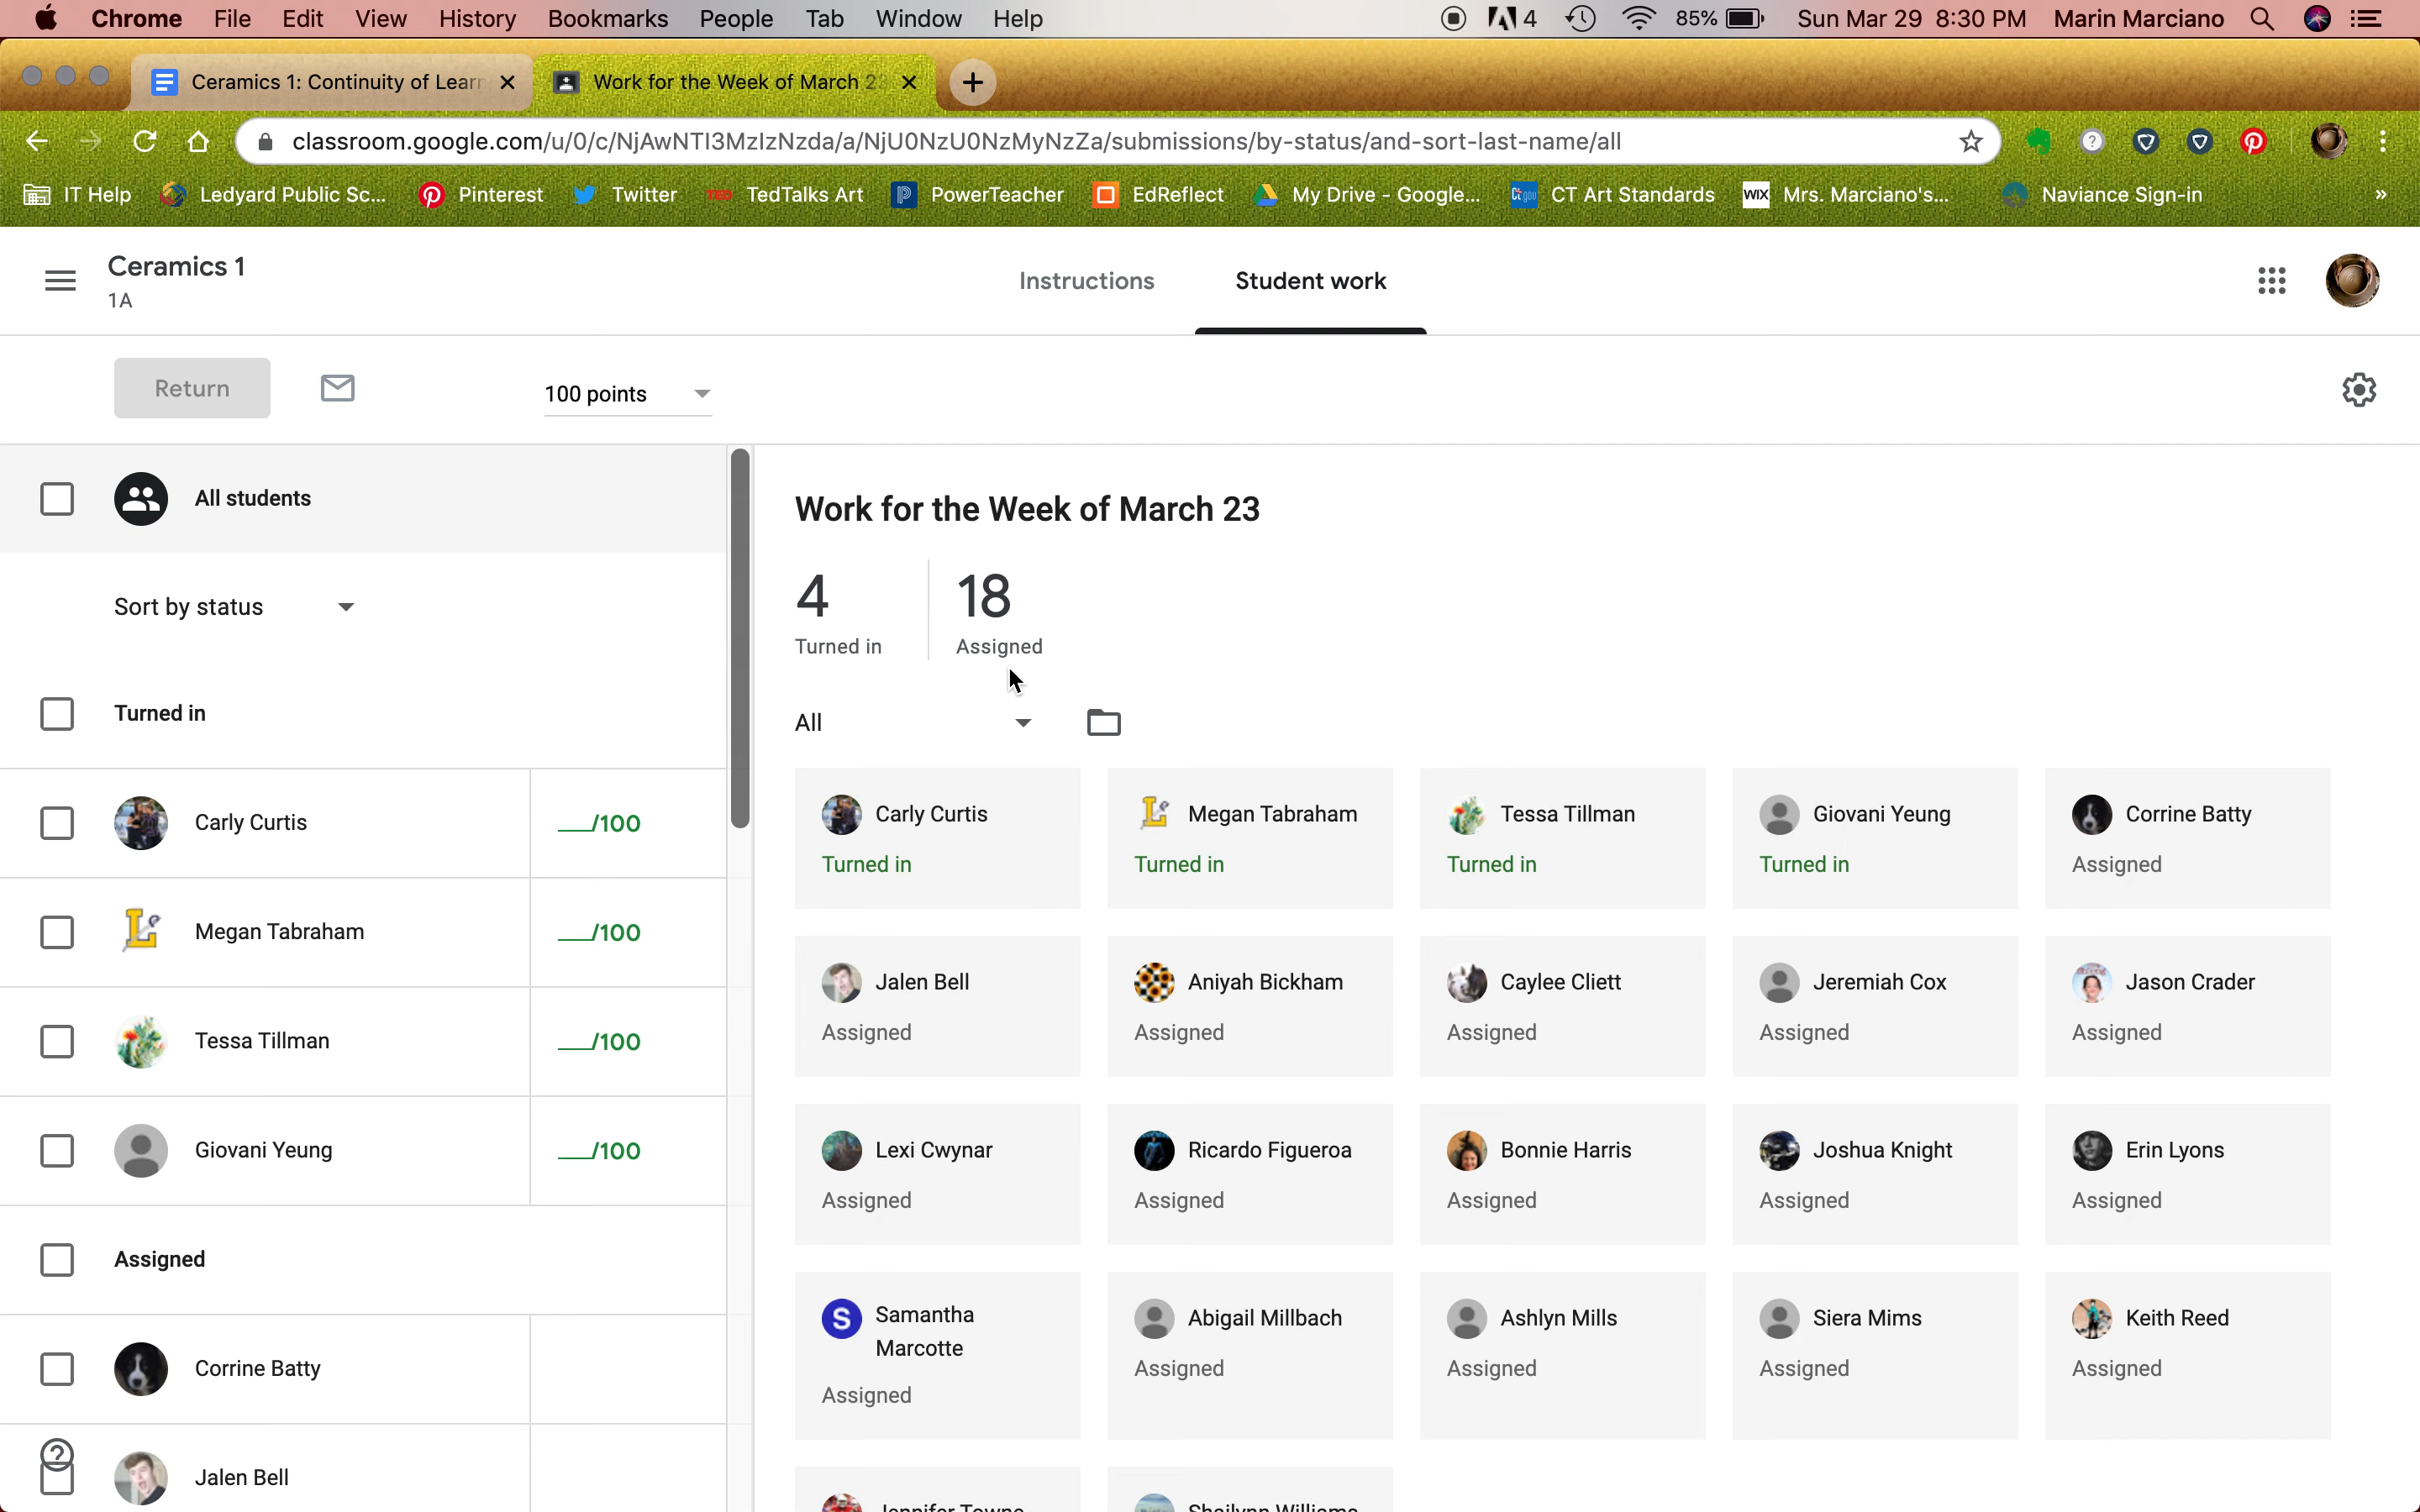 Chrome File Edit View History Bookmarks People Tab Window Help 4 85% Sun Mar 29 8:30 PM Marin Marciano
Ceramics 1: Continuity of Learn Work for the Week of March 2
classroom.google.com/u/0/c/NjAwNTI3MzIzNzda/a/NjU0NzU0NzMyNzZa/submissions/by-status/and-sort-last-name/all
IT Help Ledyard Public Sc... Pinterest Twitter TED TedTalks Art PowerTeacher EdReflect My Drive - Google... CT Art Standards WIX Mrs. Marciano's... Naviance Sign-in »
Ceramics 1
1A
Instructions Student work
Return 100 points
All students
Sort by status
Turned in
Carly Curtis __/100
Megan Tabraham __/100
Tessa Tillman __/100
Giovani Yeung __/100
Assigned
Corrine Batty
Jalen Bell
Work for the Week of March 23
4 18
Turned in Assigned
All
Carly Curtis Megan Tabraham Tessa Tillman Giovani Yeung Corrine Batty
Turned in Turned in Turned in Turned in Assigned
Jalen Bell Aniyah Bickham Caylee Cliett Jeremiah Cox Jason Crader
Assigned Assigned Assigned Assigned Assigned
Lexi Cwynar Ricardo Figueroa Bonnie Harris Joshua Knight Erin Lyons
Assigned Assigned Assigned Assigned Assigned
S Samantha Marcotte Abigail Millbach Ashlyn Mills Siera Mims Keith Reed
Assigned Assigned Assigned Assigned Assigned
Jennifer Towne Shailynn Williams